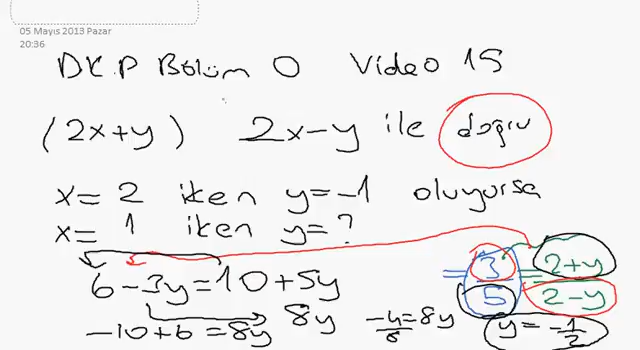 05 Mayıs 2013 Pazar
20:36
DKP Bölüm 0 Video 15
(2x+y) 2x-y ile doğru
x = 2 iken y = -1 oluyorsa
x = 1 iken y = ?
6 - 3y = 10 + 5y = 3/5 = 2+y/2-y
-10 + 6 = 8y 8y -4/8 = 8y y = -1/2